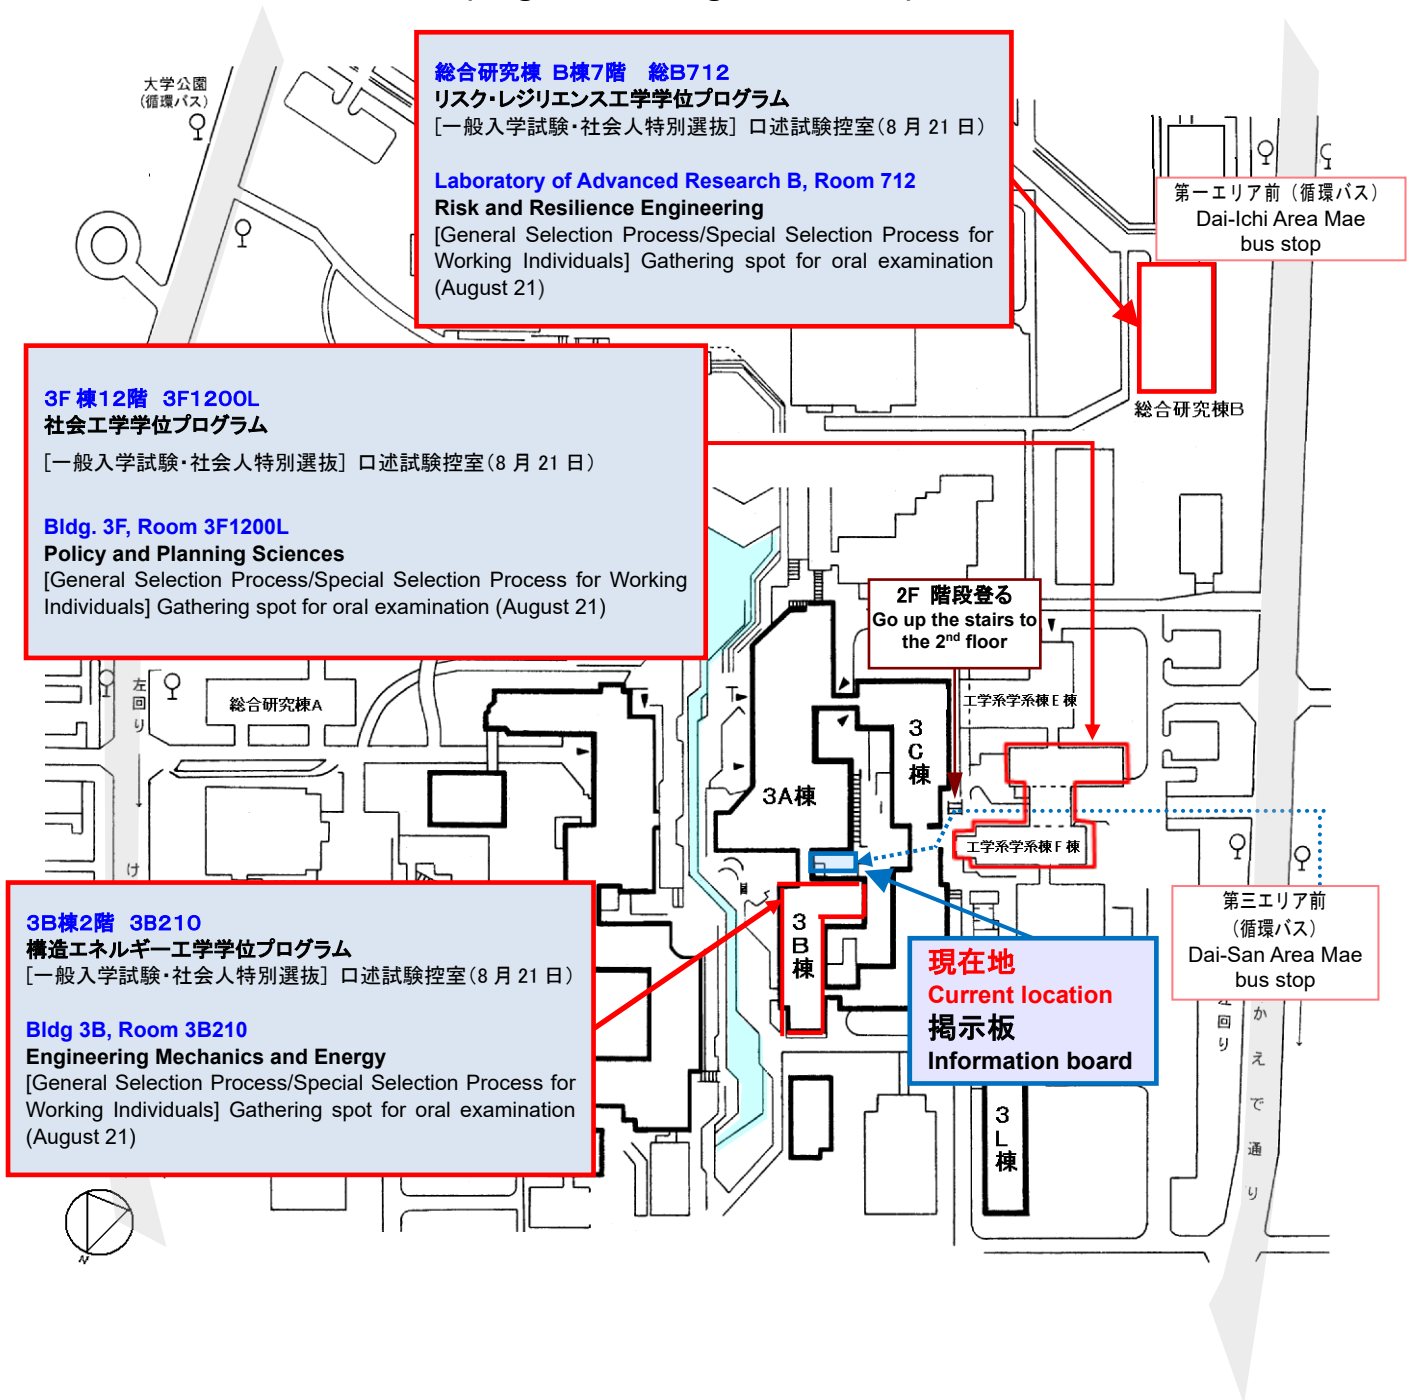 大学公園
(循環バス)
総合研究棟 B棟7階　総B712
リスク・レジリエンス工学学位プログラム
[一般入学試験・社会人特別選抜] 口述試験控室(8月21日)
Laboratory of Advanced Research B, Room 712
Risk and Resilience Engineering
[General Selection Process/Special Selection Process for
Working Individuals] Gathering spot for oral examination
(August 21)
第一エリア前 (循環バス)
Dai-Ichi Area Mae
bus stop
総合研究棟B
3F棟12階　3F1200L
社会工学学位プログラム
[一般入学試験・社会人特別選抜] 口述試験控室(8月21日)
Bldg. 3F, Room 3F1200L
Policy and Planning Sciences
[General Selection Process/Special Selection Process for Working
Individuals] Gathering spot for oral examination (August 21)
2F 階段登る
Go up the stairs to
the 2nd floor
左回り
総合研究棟A
工学系学系棟E棟
3C棟
3A棟
工学系学系棟F棟
け
3B棟2階　3B210
構造エネルギー工学学位プログラム
[一般入学試験・社会人特別選抜] 口述試験控室(8月21日)
Bldg 3B, Room 3B210
Engineering Mechanics and Energy
[General Selection Process/Special Selection Process for
Working Individuals] Gathering spot for oral examination
(August 21)
3B棟
第三エリア前
(循環バス)
Dai-San Area Mae
bus stop
現在地
Current location
掲示板
Information board
左回り
かえで通り
3L棟
N